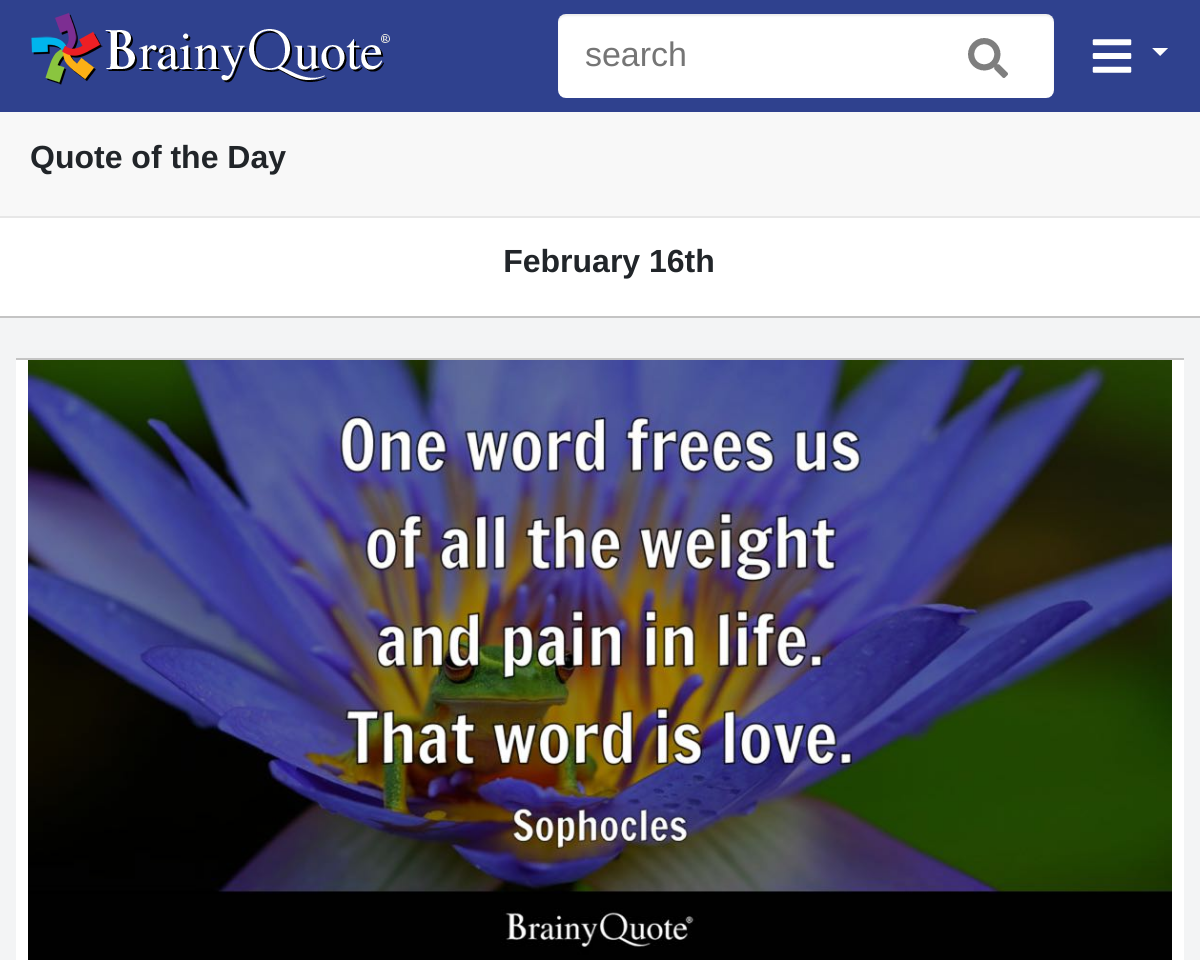 BrainyQuote®
search
Quote of the Day
February 16th
One word frees us
of all the weight
and pain in life.
That word is love.
Sophocles
BrainyQuote®